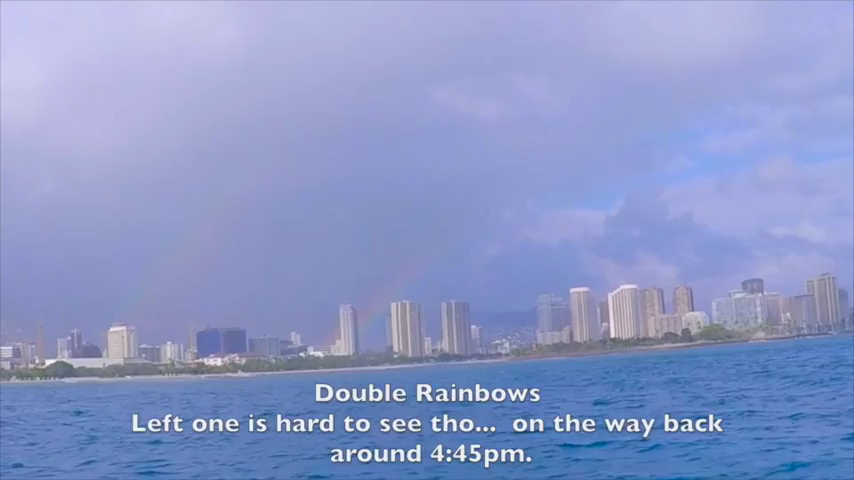 Double Rainbows
Left one is hard to see tho... on the way back
around 4:45pm.